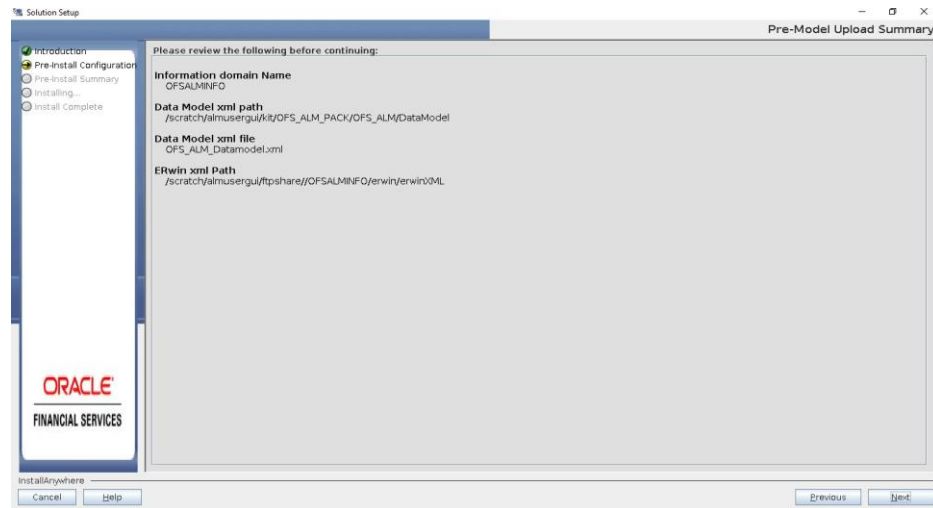 Solution Setup
Pre-Model Upload Summary
Introduction
Pre-Install Configuration
Pre-Install Summary
Installing...
Install Complete
Please review the following before continuing:
Information domain Name
OFSALMINFO
Data Model xml path
/scratch/almusergui/kit/OFS_ALM_PACK/OFS_ALM/DataModel
Data Model xml file
OFS_ALM_Datamodel.xml
ERwin xml Path
/scratch/almusergui/ftpshare//OFSALMINFO/erwin/erwinXML
ORACLE
FINANCIAL SERVICES
InstallAnywhere
Cancel Help Previous Next